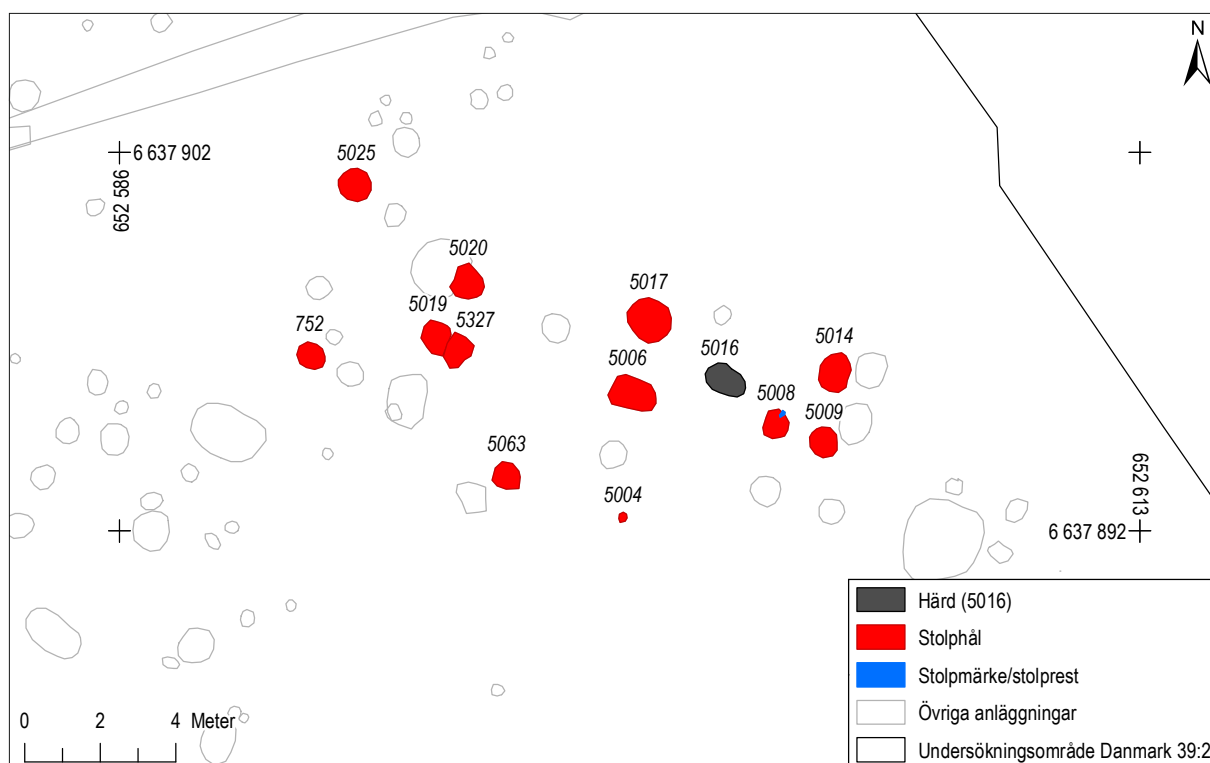 N
5025
6 637 902
652 586
5020
5017
5019
5327
752
5014
5016
5006
5008
5009
5063
652 613
5004
6 637 892
Härd (5016)
Stolphål
Stolpmärke/stolprest
Övriga anläggningar
Undersökningsområde Danmark 39:2
0 2 4 Meter